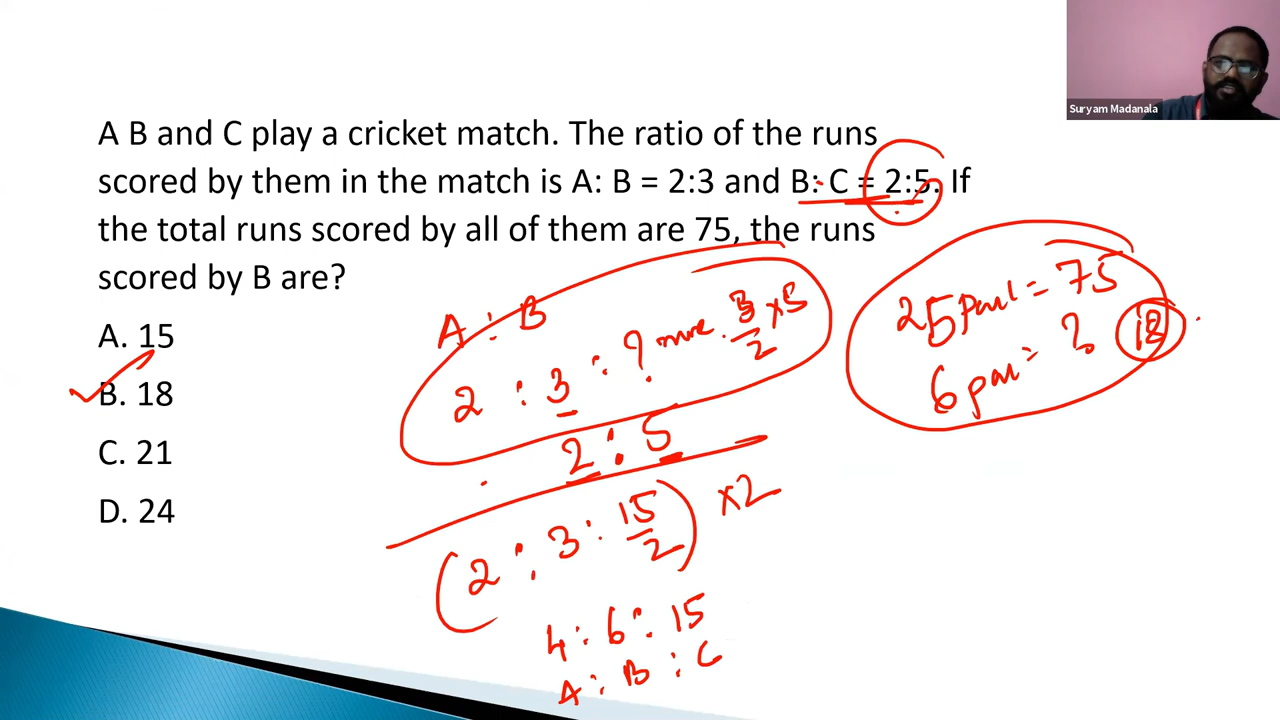 Suryam Madanala
A B and C play a cricket match. The ratio of the runs
scored by them in the match is A: B = 2:3 and B: C = 2:5. If
the total runs scored by all of them are 75, the runs
scored by B are?
A. 15
B. 18
C. 21
D. 24
A : B
2 : 3 : ? more 3/2 x 5
2 : 5
(2 : 3 : 15/2) x2
4 : 6 : 15
A : B : C
25 part = 75
6 par = ? 18